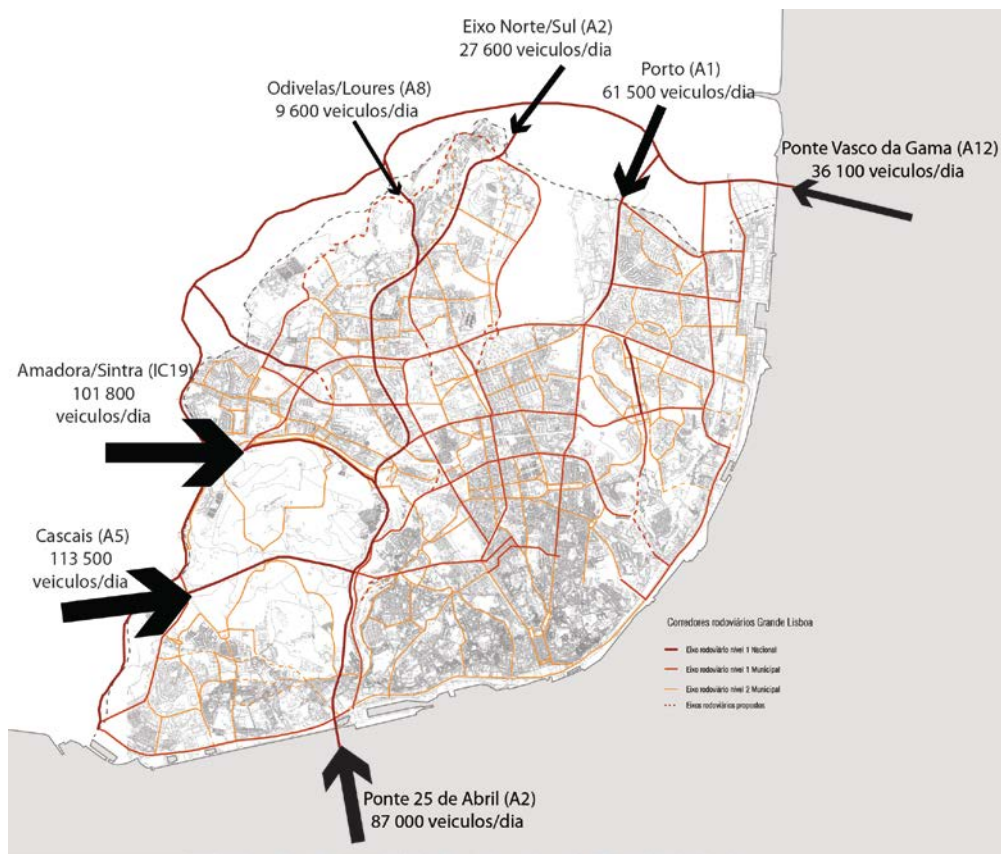 Eixo Norte/Sul (A2)
27 600 veiculos/dia
Odivelas/Loures (A8)
9 600 veiculos/dia
Porto (A1)
61 500 veiculos/dia
Ponte Vasco da Gama (A12)
36 100 veiculos/dia
Amadora/Sintra (IC19)
101 800
veiculos/dia
Cascais (A5)
113 500
veiculos/dia
Ponte 25 de Abril (A2)
87 000 veiculos/dia
Corredores rodoviários Grande Lisboa
Eixo rodoviário nível 1 Nacional
Eixo rodoviário nível 1 Municipal
Eixo rodoviário nível 2 Municipal
Eixos rodoviários propostos